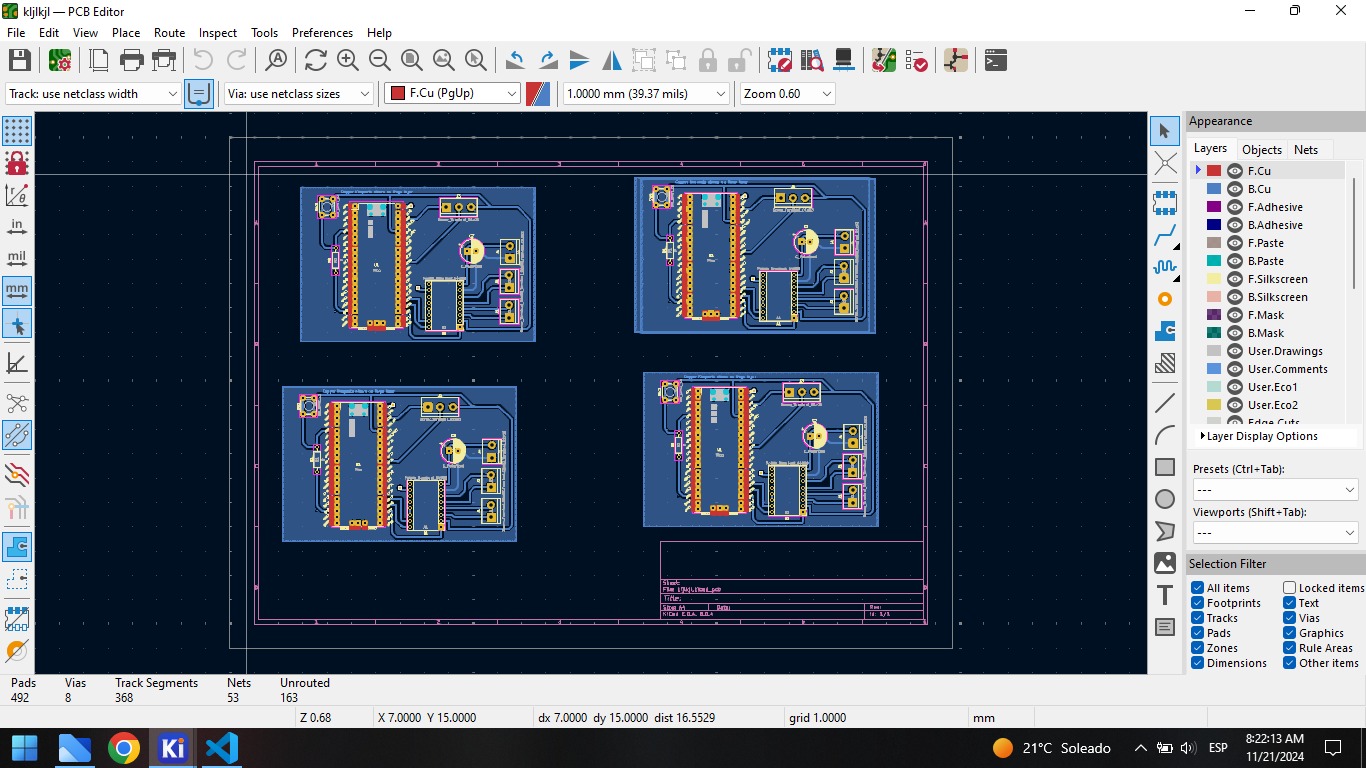 kljlkjl — PCB Editor
File Edit View Place Route Inspect Tools Preferences Help
Track: use netclass width Via: use netclass sizes F.Cu (PgUp) 1.0000 mm (39.37 mils) Zoom 0.60
in
mil
mm
Appearance
Layers Objects Nets
F.Cu
B.Cu
F.Adhesive
B.Adhesive
F.Paste
B.Paste
F.Silkscreen
B.Silkscreen
F.Mask
B.Mask
User.Drawings
User.Comments
User.Eco1
User.Eco2
Edge.Cuts
Layer Display Options
Presets (Ctrl+Tab):
---
Viewports (Shift+Tab):
---
Selection Filter
All items Locked items
Footprints Text
Tracks Vias
Pads Graphics
Zones Rule Areas
Dimensions Other items
Sheet:
File: kljlkjl.kicad_pcb
Title:
Size: A4 Date: Rev:
Id: 1/1
Pads Vias Track Segments Nets Unrouted
492 8 368 53 163
Z 0.68 X 7.0000 Y 15.0000 dx 7.0000 dy 15.0000 dist 16.5529 grid 1.0000 mm
Ki 21°C Soleado ESP 8:22:13 AM
11/21/2024